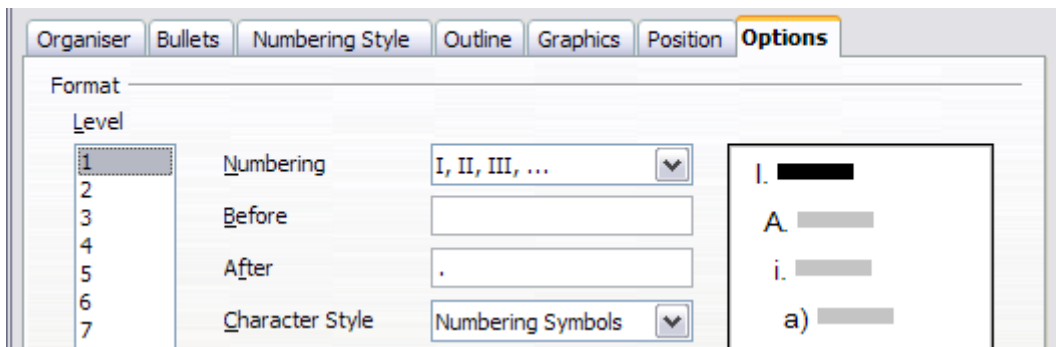 Organiser Bullets Numbering Style Outline Graphics Position Options
Format
Level
1 Numbering I, II, III, ... I.
2
3 Before A.
4
5 After . i.
6
7 Character Style Numbering Symbols a)